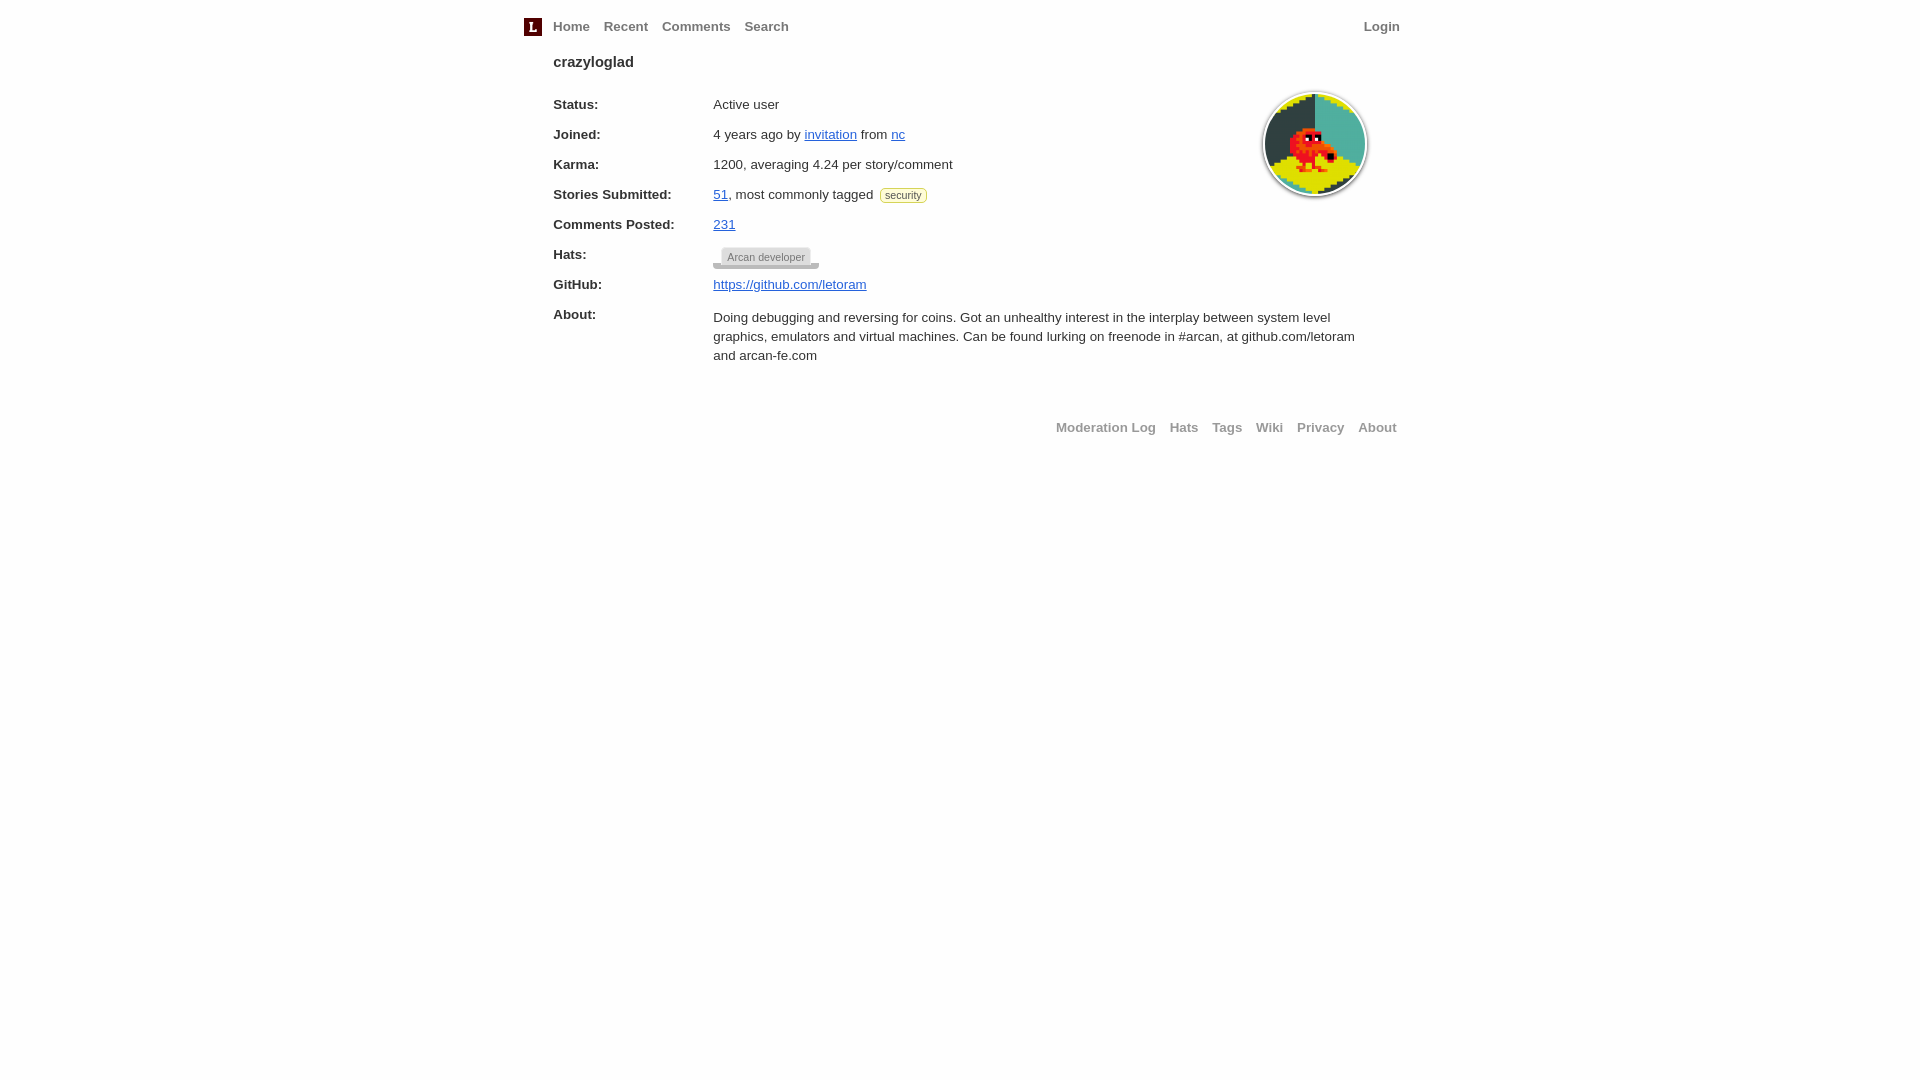 L Home Recent Comments Search Login
crazyloglad
Status: Active user
Joined: 4 years ago by invitation from nc
Karma: 1200, averaging 4.24 per story/comment
Stories Submitted: 51, most commonly tagged security
Comments Posted: 231
Hats: Arcan developer
GitHub: https://github.com/letoram
About: Doing debugging and reversing for coins. Got an unhealthy interest in the interplay between system level
graphics, emulators and virtual machines. Can be found lurking on freenode in #arcan, at github.com/letoram
and arcan-fe.com
Moderation Log Hats Tags Wiki Privacy About